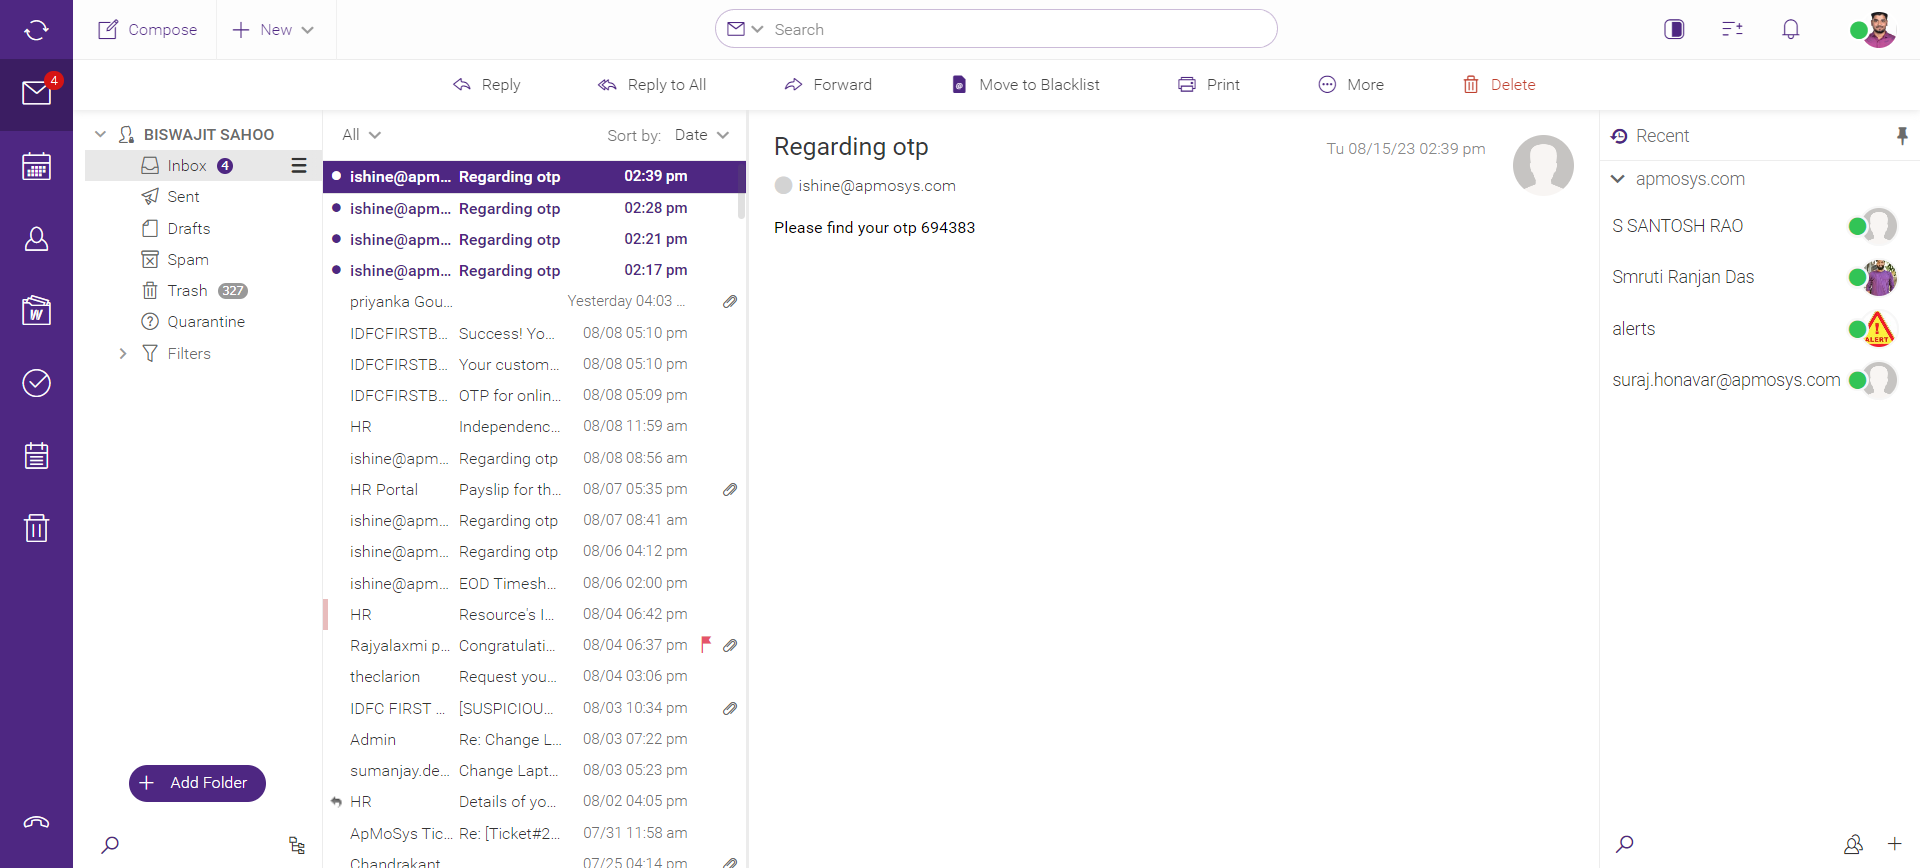 Compose
New
Search
4
Reply
Reply to All
Forward
Move to Blacklist
Print
More
Delete
BISWAJIT SAHOO
Inbox 4
Sent
Drafts
Spam
Trash 327
Quarantine
Filters
Add Folder
All
Sort by: Date
ishine@apm... Regarding otp 02:39 pm
ishine@apm... Regarding otp 02:28 pm
ishine@apm... Regarding otp 02:21 pm
ishine@apm... Regarding otp 02:17 pm
priyanka Gou... Yesterday 04:03 ...
IDFCFIRSTB... Success! Yo... 08/08 05:10 pm
IDFCFIRSTB... Your custom... 08/08 05:10 pm
IDFCFIRSTB... OTP for onlin... 08/08 05:09 pm
HR Independenc... 08/08 11:59 am
ishine@apm... Regarding otp 08/08 08:56 am
HR Portal Payslip for th... 08/07 05:35 pm
ishine@apm... Regarding otp 08/07 08:41 am
ishine@apm... Regarding otp 08/06 04:12 pm
ishine@apm... EOD Timesh... 08/06 02:00 pm
HR Resource's I... 08/04 06:42 pm
Rajyalaxmi p... Congratulati... 08/04 06:37 pm
theclarion Request you... 08/04 03:06 pm
IDFC FIRST ... [SUSPICIOU... 08/03 10:34 pm
Admin Re: Change L... 08/03 07:22 pm
sumanjay.de... Change Lapt... 08/03 05:23 pm
HR Details of yo... 08/02 04:05 pm
ApMoSys Tic... Re: [Ticket#2... 07/31 11:58 am
Chandrakant 07/25 04:14 pm
Regarding otp
Tu 08/15/23 02:39 pm
ishine@apmosys.com
Please find your otp 694383
Recent
apmosys.com
S SANTOSH RAO
Smruti Ranjan Das
alerts
ALERT
suraj.honavar@apmosys.com